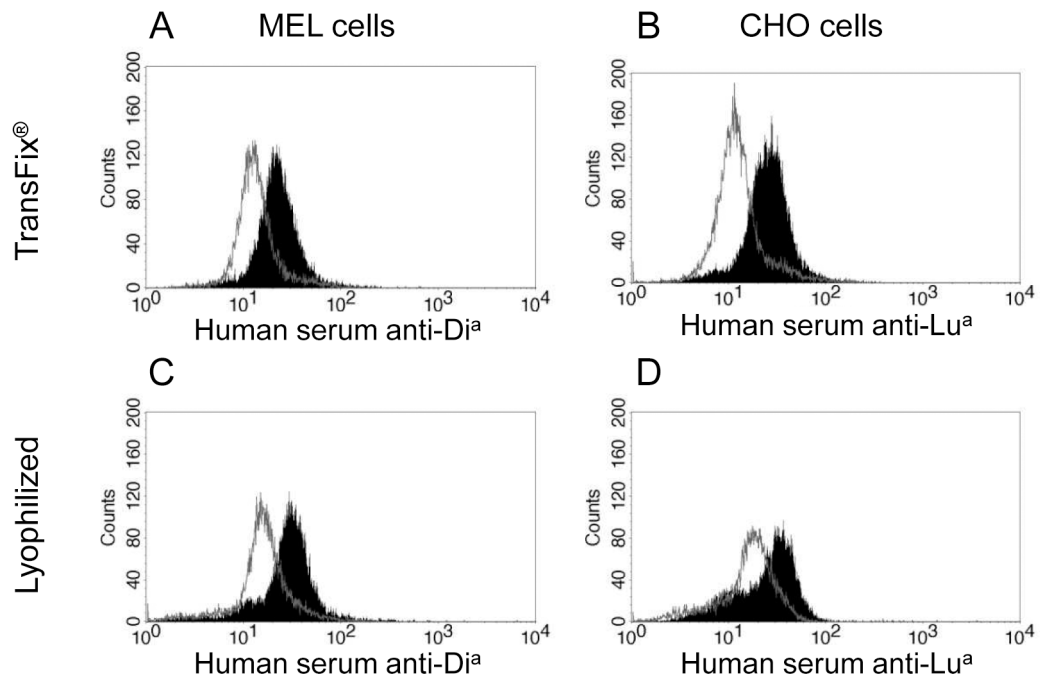 A MEL cells
B CHO cells
TransFix®
200
160
120
80
40
0
Counts
10⁰ 10¹ 10² 10³ 10⁴
Human serum anti-Diᵃ
200
160
120
80
40
0
Counts
10⁰ 10¹ 10² 10³ 10⁴
Human serum anti-Luᵃ
Lyophilized
C
200
160
120
80
40
0
Counts
10⁰ 10¹ 10² 10³ 10⁴
Human serum anti-Diᵃ
D
200
160
120
80
40
0
Counts
10⁰ 10¹ 10² 10³ 10⁴
Human serum anti-Luᵃ